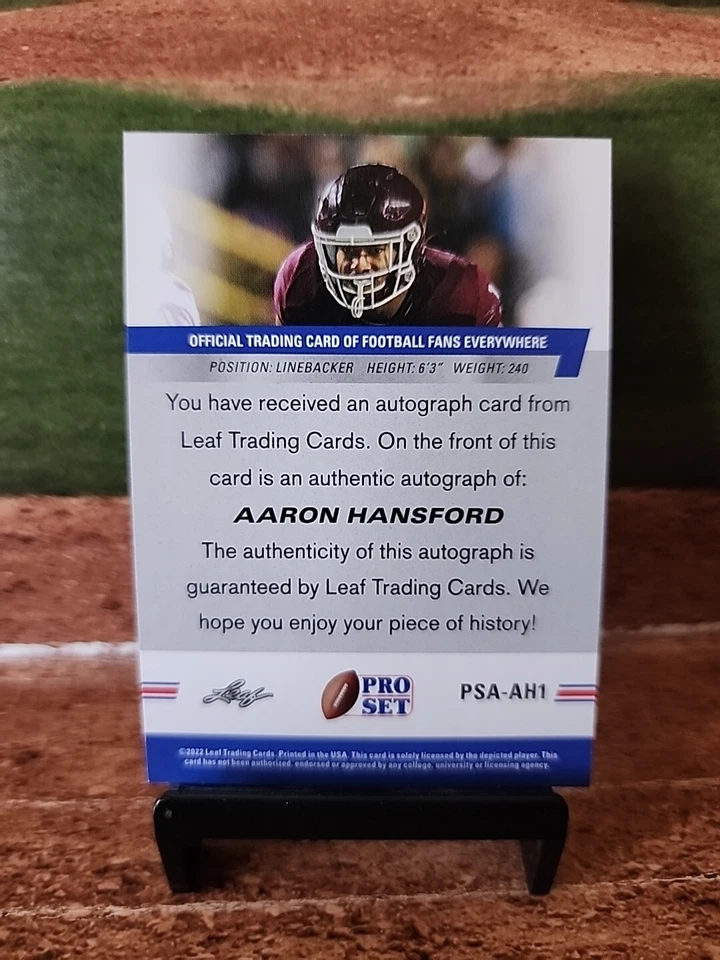 OFFICIAL TRADING CARD OF FOOTBALL FANS EVERYWHERE
POSITION: LINEBACKER HEIGHT: 6'3" WEIGHT: 240
You have received an autograph card from
Leaf Trading Cards. On the front of this
card is an authentic autograph of:
AARON HANSFORD
The authenticity of this autograph is
guaranteed by Leaf Trading Cards. We
hope you enjoy your piece of history!
Leaf
PRO
SET
PSA-AH1
©2022 Leaf Trading Cards. Printed in the USA. This card is solely licensed by the depicted player. This
card has not been authorized, endorsed or approved by any college, university or licensing agency.